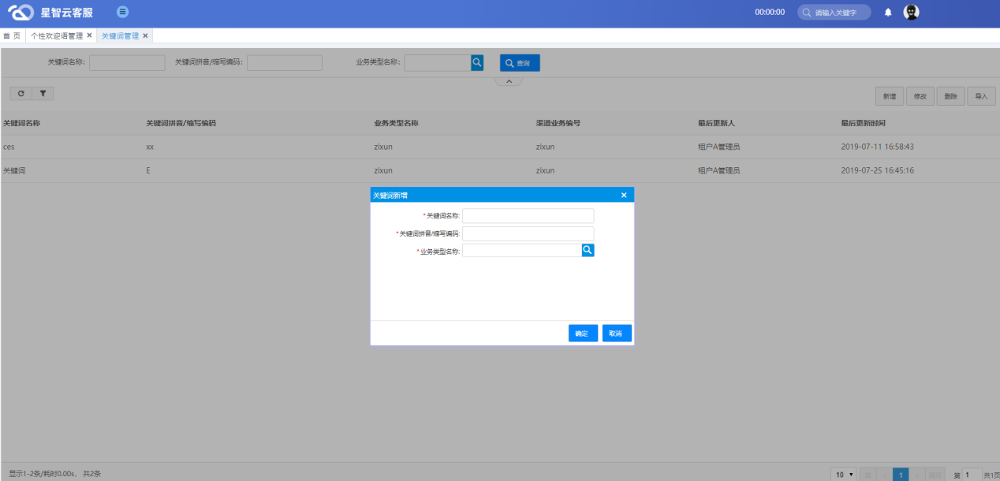 星智云客服 00:00:00 请输入关键字
首 页 个性欢迎语管理 × 关键词管理 ×
关键词名称: 关键词拼音/缩写编码: 业务类型名称: 查询
新增 修改 删除 导入
关键词名称 关键词拼音/缩写编码 业务类型名称 渠道业务编号 最后更新人 最后更新时间
ces xx zixun zixun 租户A管理员 2019-07-11 16:58:43
关键词 E zixun zixun 租户A管理员 2019-07-25 16:45:16
关键词新增 ×
*关键词名称:
*关键词拼音/缩写编码:
*业务类型名称:
确定 取消
显示1-2条/耗时0.00s, 共2条 10 1 第 1 共1页